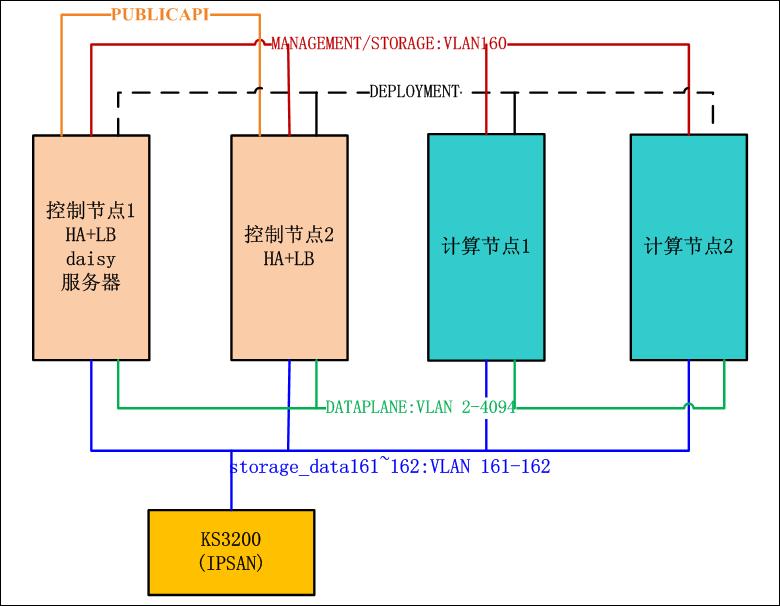 PUBLICAPI
MANAGEMENT/STORAGE:VLAN160
DEPLOYMENT
控制节点1
HA+LB
daisy
服务器
控制节点2
HA+LB
计算节点1
计算节点2
DATAPLANE:VLAN 2-4094
storage_data161~162:VLAN 161-162
KS3200
(IPSAN)